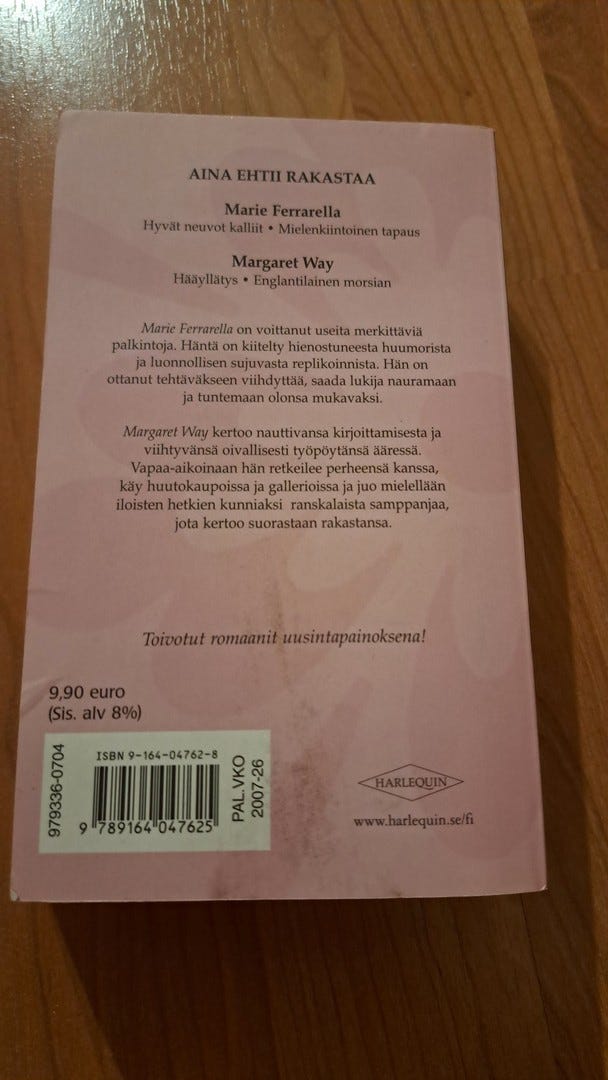 AINA EHTII RAKASTAA
Marie Ferrarella
Hyvät neuvot kalliit • Mielenkiintoinen tapaus
Margaret Way
Hääyllätys • Englantilainen morsian
Marie Ferrarella on voittanut useita merkittäviä
palkintoja. Häntä on kiitelty hienostuneesta huumorista
ja luonnollisen sujuvasta replikoinnista. Hän on
ottanut tehtäväkseen viihdyttää, saada lukija nauramaan
ja tuntemaan olonsa mukavaksi.
Margaret Way kertoo nauttivansa kirjoittamisesta ja
viihtyvänsä oivallisesti työpöytänsä ääressä.
Vapaa-aikoinaan hän retkeilee perheensä kanssa,
käy huutokaupoissa ja gallerioissa ja juo mielellään
iloisten hetkien kunniaksi ranskalaista samppanjaa,
jota kertoo suorastaan rakastansa.
Toivotut romaanit uusintapainoksena!
9,90 euro
(Sis. alv 8%)
979336-0704
ISBN 9-164-04762-8
9 789164 047625
PAL.VKO
2007-26
HARLEQUIN
www.harlequin.se/fi